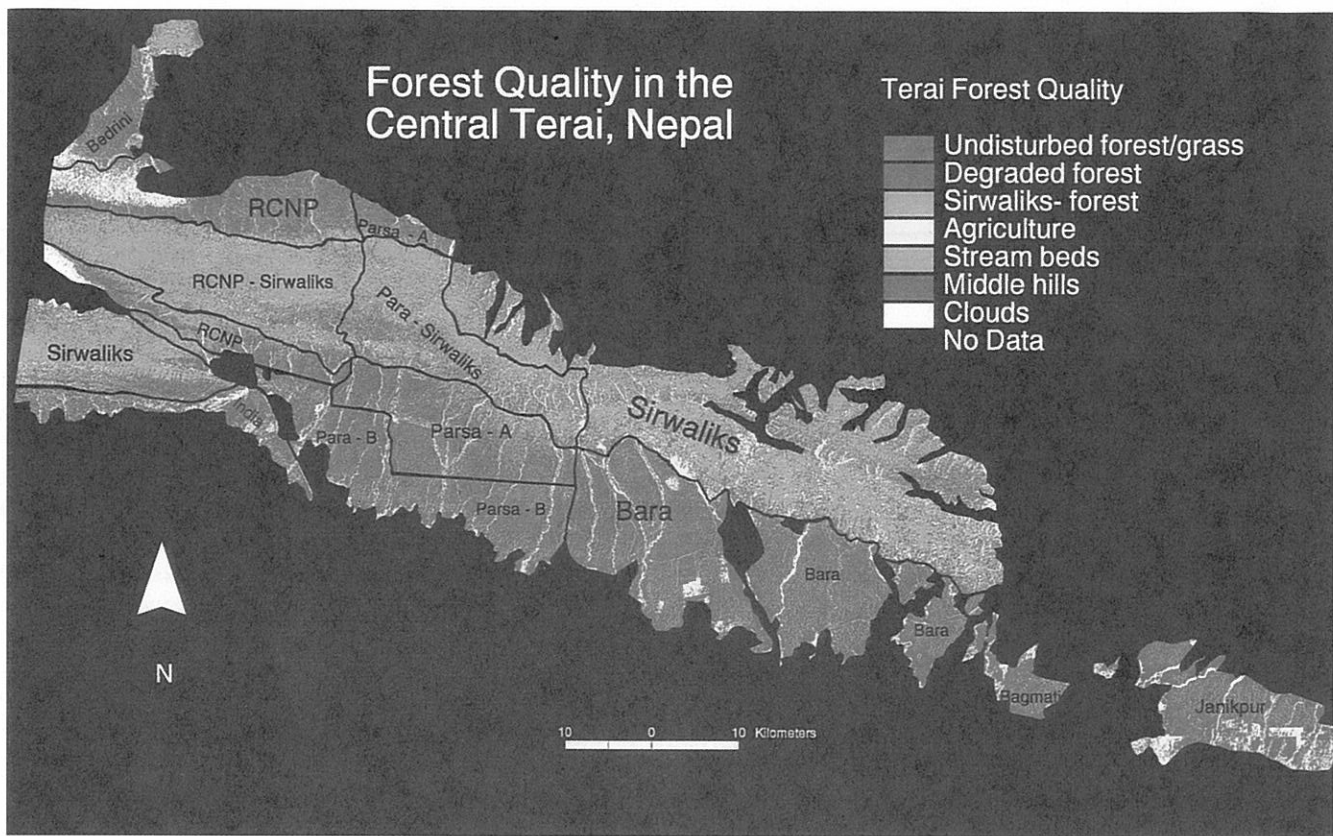 Forest Quality in the
Central Terai, Nepal
Terai Forest Quality
Undisturbed forest/grass
Degraded forest
Sirwaliks- forest
Agriculture
Stream beds
Middle hills
Clouds
No Data
Bedrini
RCNP
Parsa - A
RCNP - Sirwaliks
Para - Sirwaliks
RCNP
Sirwaliks
Sirwaliks
India
Para - B
Parsa - A
Parsa - B
Bara
Bara
Bara
Bagmati
Janikpur
N
10 0 10 Kilometers